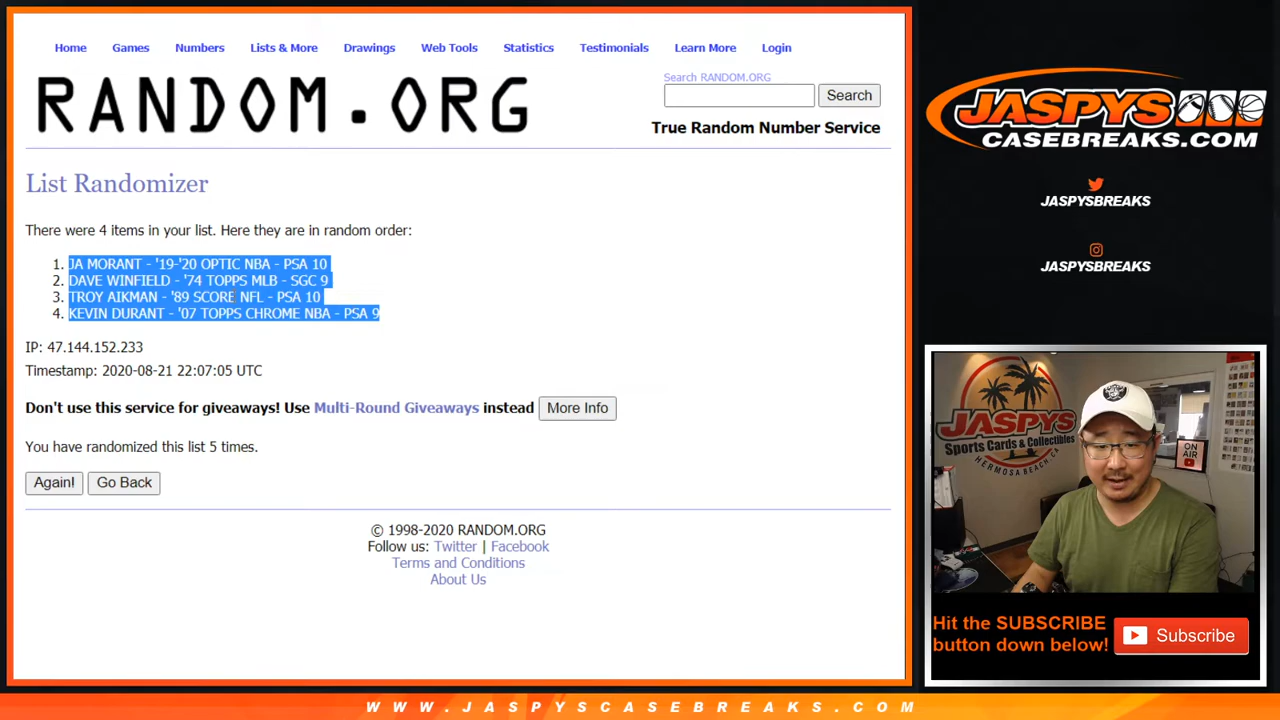 Home Games Numbers Lists & More Drawings Web Tools Statistics Testimonials Learn More Login
RANDOM.ORG
Search RANDOM.ORG
Search
True Random Number Service
List Randomizer
There were 4 items in your list. Here they are in random order:
1. JA MORANT - '19-'20 OPTIC NBA - PSA 10
2. DAVE WINFIELD - '74 TOPPS MLB - SGC 9
3. TROY AIKMAN - '89 SCORE NFL - PSA 10
4. KEVIN DURANT - '07 TOPPS CHROME NBA - PSA 9
IP: 47.144.152.233
Timestamp: 2020-08-21 22:07:05 UTC
Don't use this service for giveaways! Use Multi-Round Giveaways instead More Info
You have randomized this list 5 times.
Again! Go Back
© 1998-2020 RANDOM.ORG
Follow us: Twitter | Facebook
Terms and Conditions
About Us
JASPYS
CASEBREAKS.COM
JASPYSBREAKS
JASPYSBREAKS
JASPYS
Sports Cards & Collectibles
HERMOSA BEACH, CA
ON
AIR
Hit the SUBSCRIBE
button down below!
Subscribe
WWW.JASPYSCASEBREAKS.COM